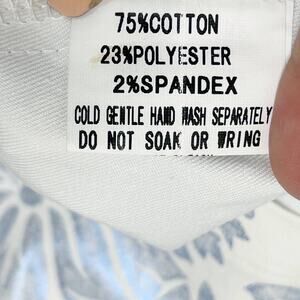 75%COTTON
23%POLYESTER
2%SPANDEX
COLD GENTLE HAND WASH SEPARATELY
DO NOT SOAK OR WRING